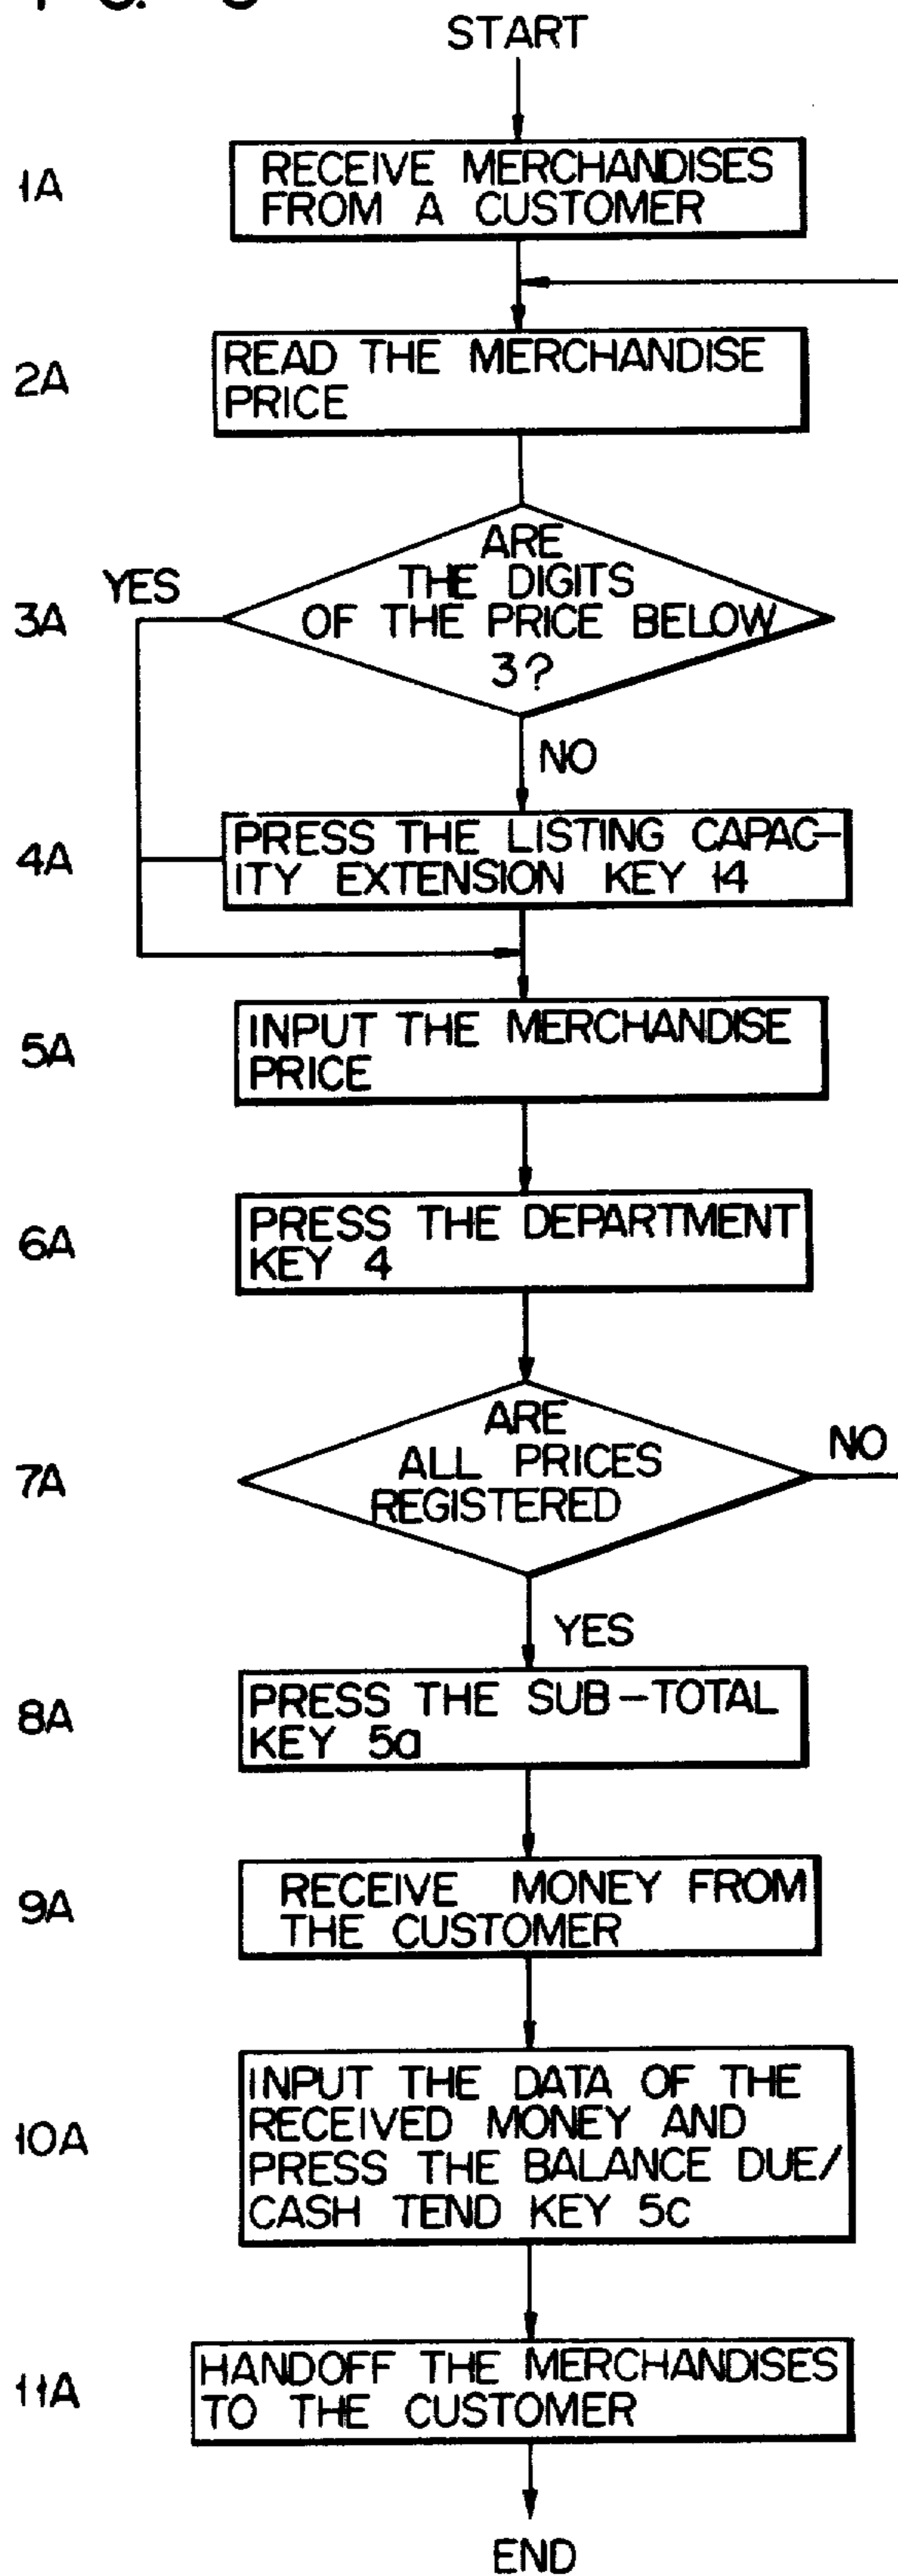 START
1A
RECEIVE MERCHANDISES
FROM A CUSTOMER
2A
READ THE MERCHANDISE
PRICE
3A
YES
ARE
THE DIGITS
OF THE PRICE BELOW
3?
NO
4A
PRESS THE LISTING CAPAC-
ITY EXTENSION KEY 14
5A
INPUT THE MERCHANDISE
PRICE
6A
PRESS THE DEPARTMENT
KEY 4
7A
ARE
ALL PRICES
REGISTERED
NO
YES
8A
PRESS THE SUB-TOTAL
KEY 5a
9A
RECEIVE MONEY FROM
THE CUSTOMER
10A
INPUT THE DATA OF THE
RECEIVED MONEY AND
PRESS THE BALANCE DUE/
CASH TEND KEY 5c
11A
HANDOFF THE MERCHANDISES
TO THE CUSTOMER
END